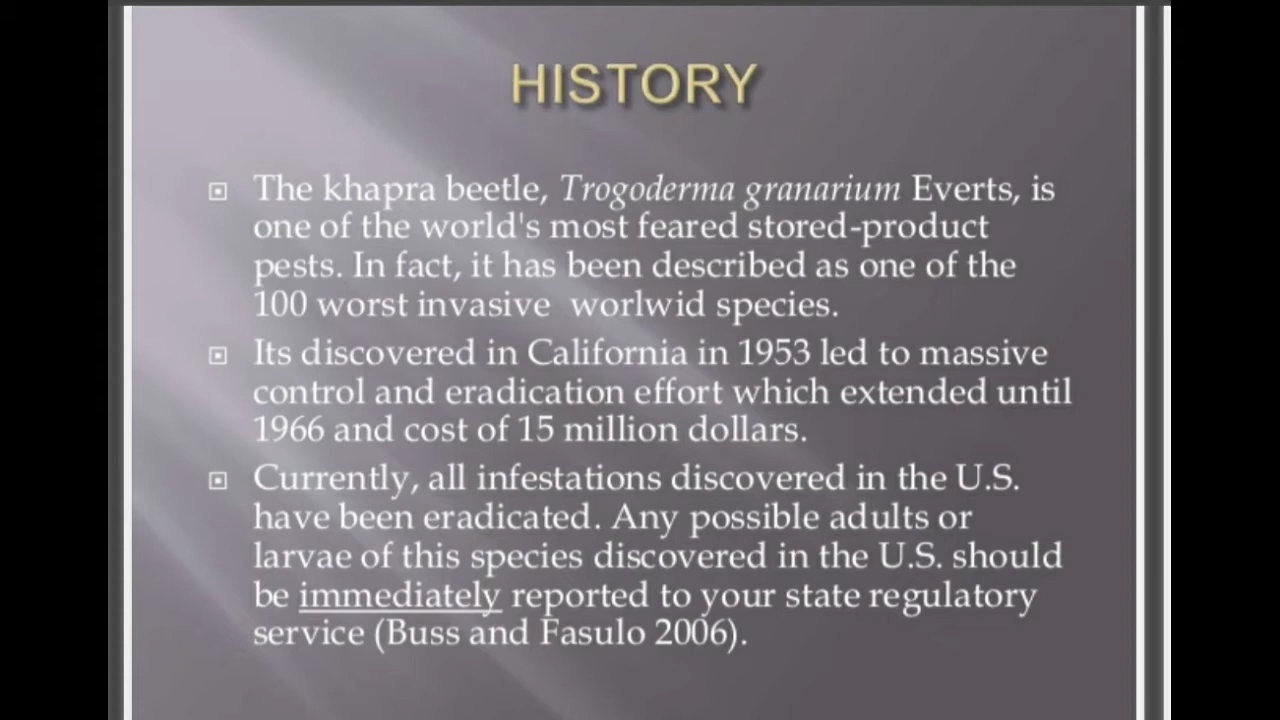 HISTORY
The khapra beetle, Trogoderma granarium Everts, is
one of the world's most feared stored-product
pests. In fact, it has been described as one of the
100 worst invasive  worlwid species.
Its discovered in California in 1953 led to massive
control and eradication effort which extended until
1966 and cost of 15 million dollars.
Currently, all infestations discovered in the U.S.
have been eradicated. Any possible adults or
larvae of this species discovered in the U.S. should
be immediately reported to your state regulatory
service (Buss and Fasulo 2006).